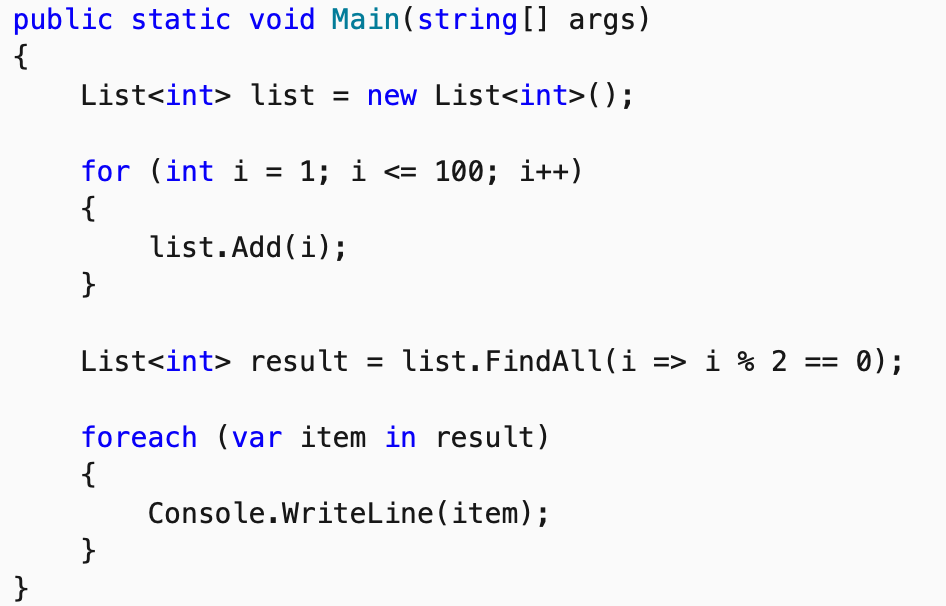 public static void Main(string[] args)
{
    List<int> list = new List<int>();

    for (int i = 1; i <= 100; i++)
    {
        list.Add(i);
    }

    List<int> result = list.FindAll(i => i % 2 == 0);

    foreach (var item in result)
    {
        Console.WriteLine(item);
    }
}